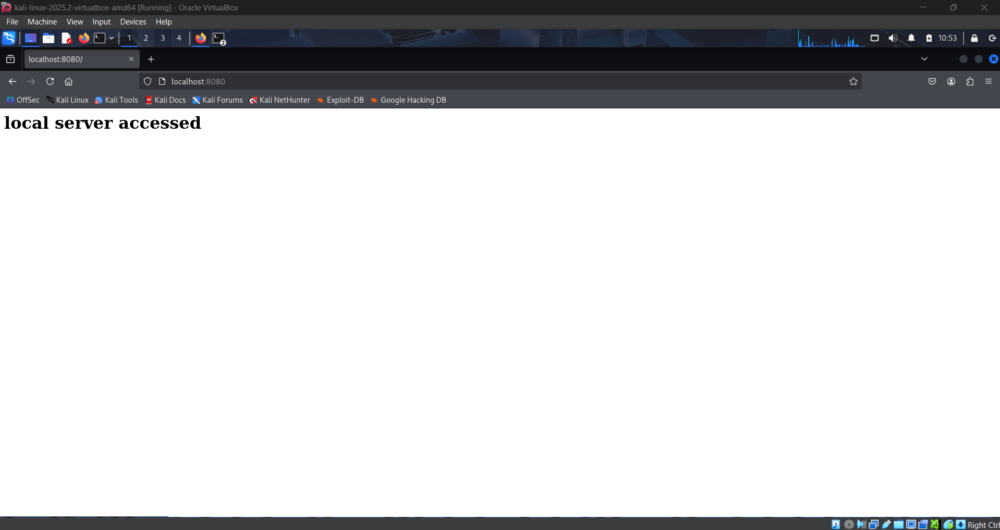 kali-linux-2025.2-virtualbox-amd64 [Running] - Oracle VirtualBox
File Machine View Input Devices Help
1 2 3 4 2 10:53
localhost:8080/
localhost:8080
OffSec Kali Linux Kali Tools Kali Docs Kali Forums Kali NetHunter Exploit-DB Google Hacking DB
local server accessed
Right Ctrl